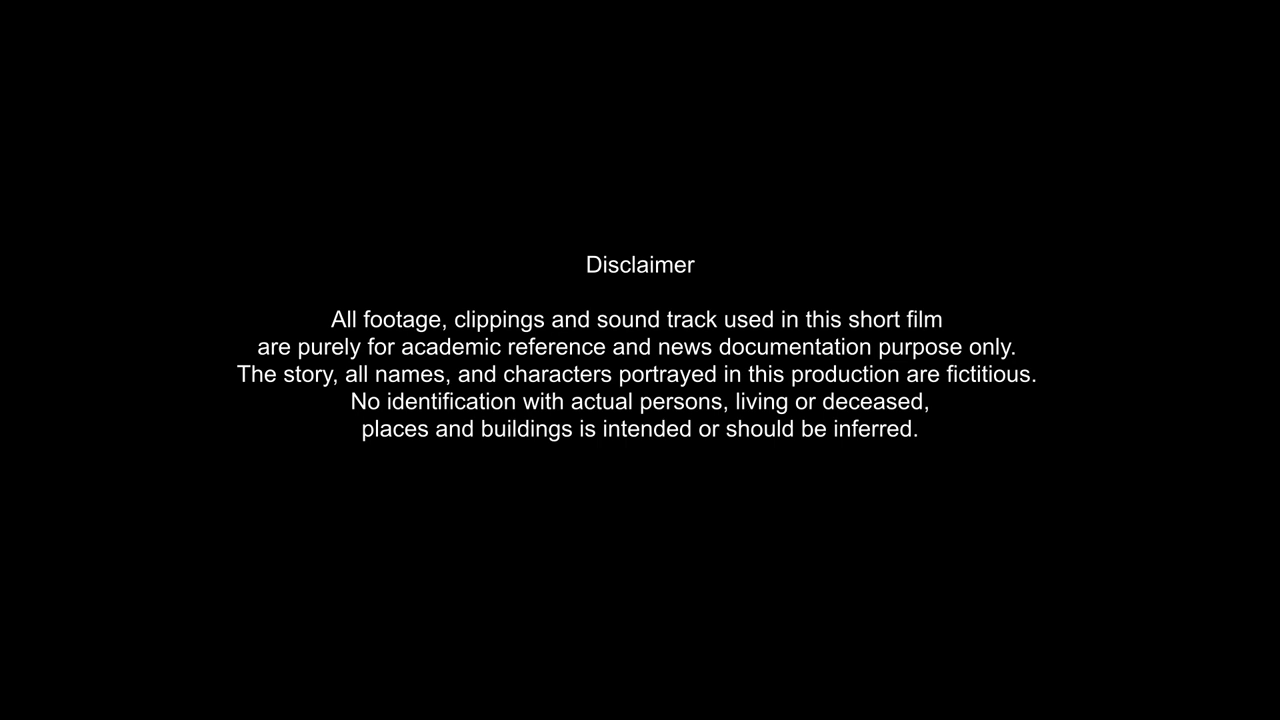 Disclaimer
All footage, clippings and sound track used in this short film
are purely for academic reference and news documentation purpose only.
The story, all names, and characters portrayed in this production are fictitious.
No identification with actual persons, living or deceased,
places and buildings is intended or should be inferred.